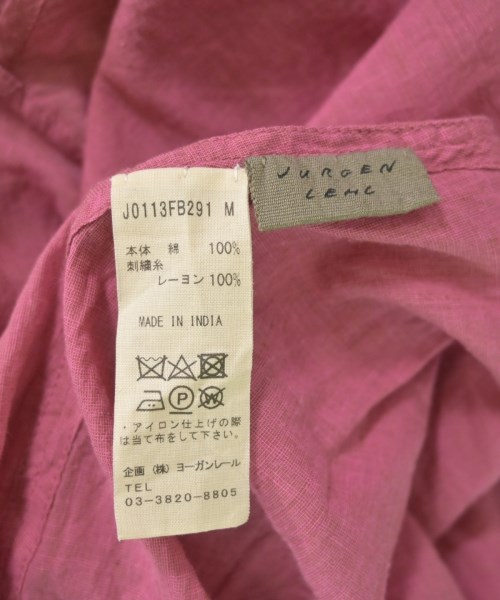 JURGEN
LEHL
J0113FB291 M
本体 綿 100%
刺繍糸
レーヨン 100%
MADE IN INDIA
P W
・アイロン仕上げの際
は当て布をして下さい。
企画 (株) ヨーガンレール
TEL
03-3820-8805